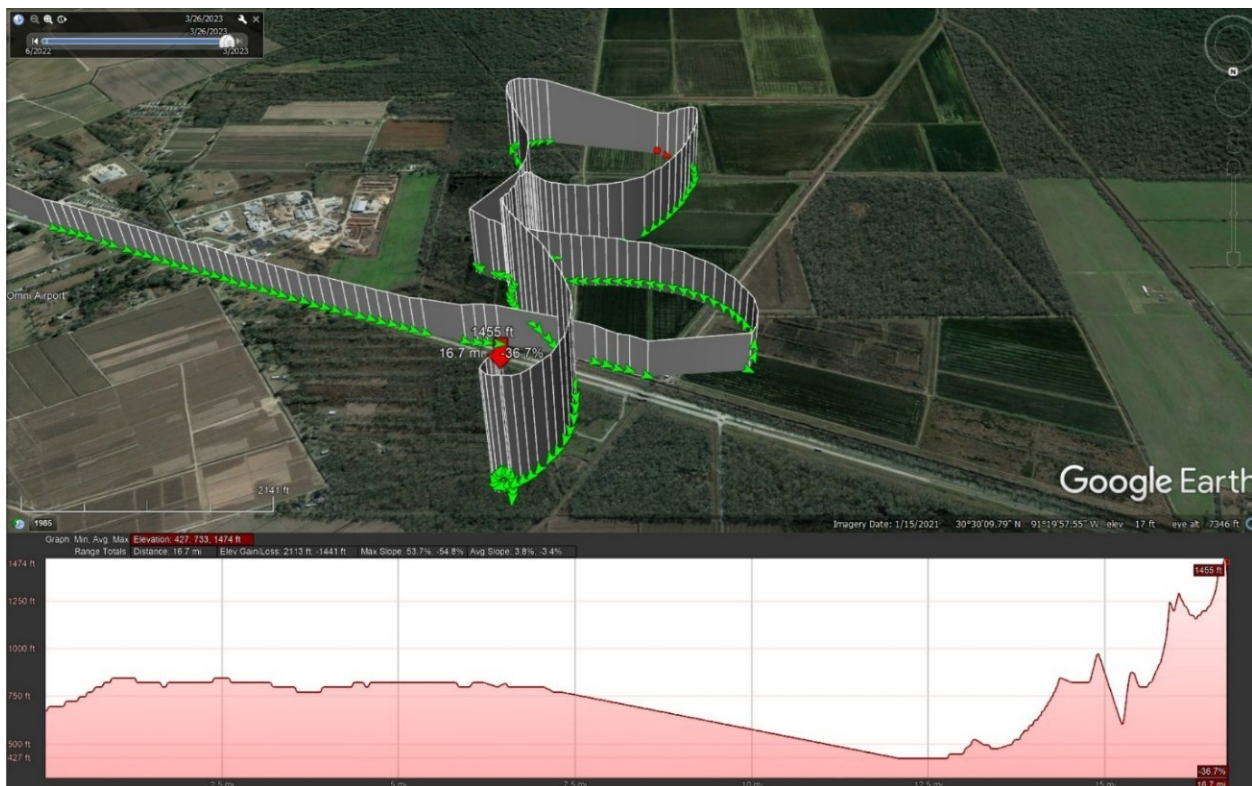 3/26/2023
3/26/2023
6/2022
3/2023
Omni Airport
1455 ft
16.7 mi
-36.7%
2141 ft
Google Earth
1985
Imagery Date: 1/15/2021 30°30'09.79" N 91°19'57.55" W elev 17 ft eye alt 7346 ft
N
Graph: Min, Avg, Max Elevation: 427, 733, 1474 ft
Range Totals: Distance: 16.7 mi Elev Gain/Loss: 2113 ft, -1441 ft Max Slope: 53.7%, -54.8% Avg Slope: 3.8%, -3.4%
1474 ft
1455 ft
1250 ft
1000 ft
750 ft
500 ft
427 ft
-36.7%
2.5 mi
5 mi
7.5 mi
10 mi
12.5 mi
15 mi
16.7 mi